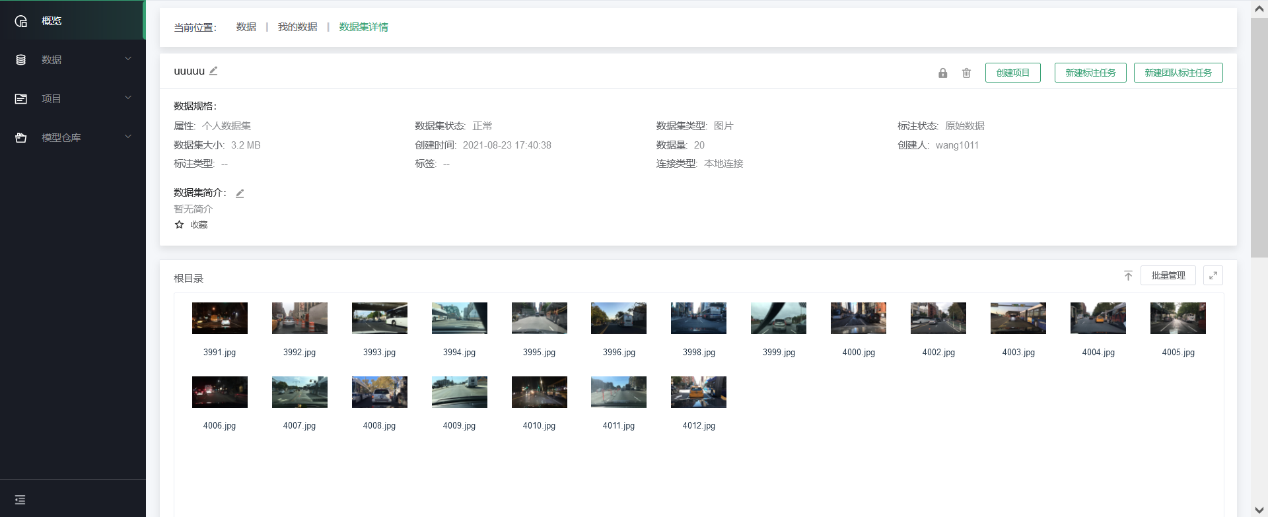 概览
数据
项目
模型仓库
当前位置： 数据 | 我的数据 | 数据集详情
uuuuu
创建项目 新建标注任务 新建团队标注任务
数据规格：
属性: 个人数据集 数据集状态: 正常 数据集类型: 图片 标注状态: 原始数据
数据集大小: 3.2 MB 创建时间: 2021-08-23 17:40:38 数据量: 20 创建人: wang1011
标注类型: -- 标签: -- 连接类型: 本地连接
数据集简介：
暂无简介
收藏
根目录 批量管理
3991.jpg 3992.jpg 3993.jpg 3994.jpg 3995.jpg 3996.jpg 3998.jpg 3999.jpg 4000.jpg 4002.jpg 4003.jpg 4004.jpg 4005.jpg
4006.jpg 4007.jpg 4008.jpg 4009.jpg 4010.jpg 4011.jpg 4012.jpg